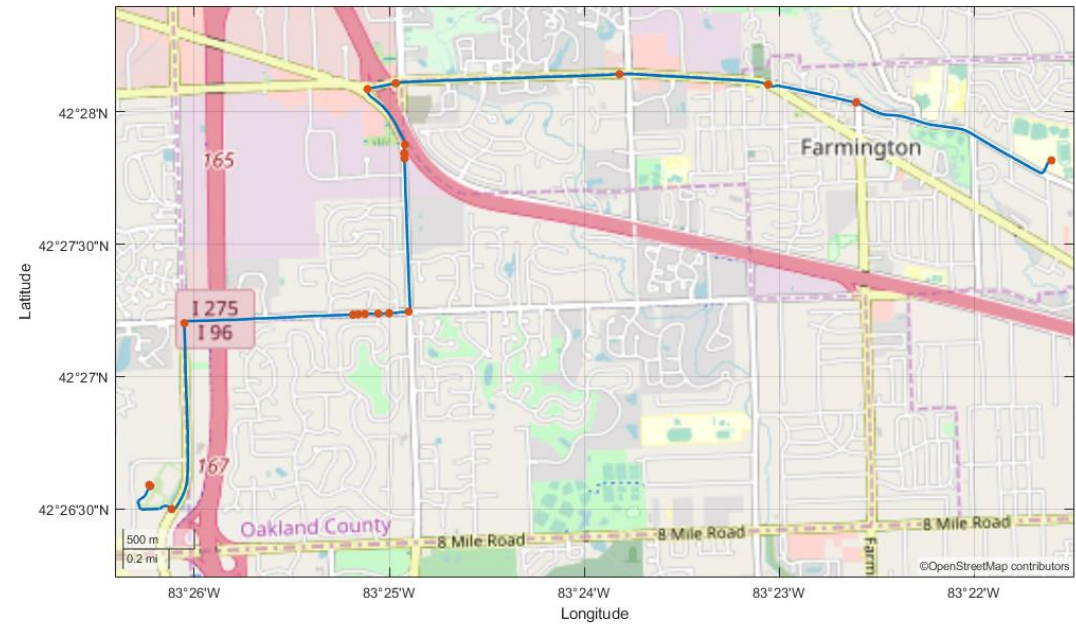 42°28'N
165
Farmington
42°27'30"N
Latitude
I 275
I 96
42°27'N
167
42°26'30"N
Oakland County
8 Mile Road
8 Mile Road
8 Mile Road
Farm
500 m
0.2 mi
©OpenStreetMap contributors
83°26'W
83°25'W
83°24'W
83°23'W
83°22'W
Longitude